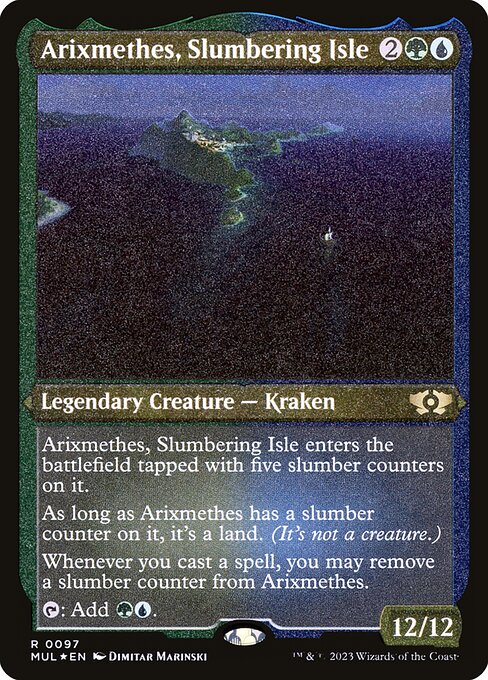 Arixmethes, Slumbering Isle 2
Legendary Creature — Kraken
Arixmethes, Slumbering Isle enters the
battlefield tapped with five slumber counters
on it.
As long as Arixmethes has a slumber
counter on it, it's a land. (It's not a creature.)
Whenever you cast a spell, you may remove
a slumber counter from Arixmethes.
: Add .
12/12
R 0097
MUL★EN Dimitar Marinski
™ & © 2023 Wizards of the Coast